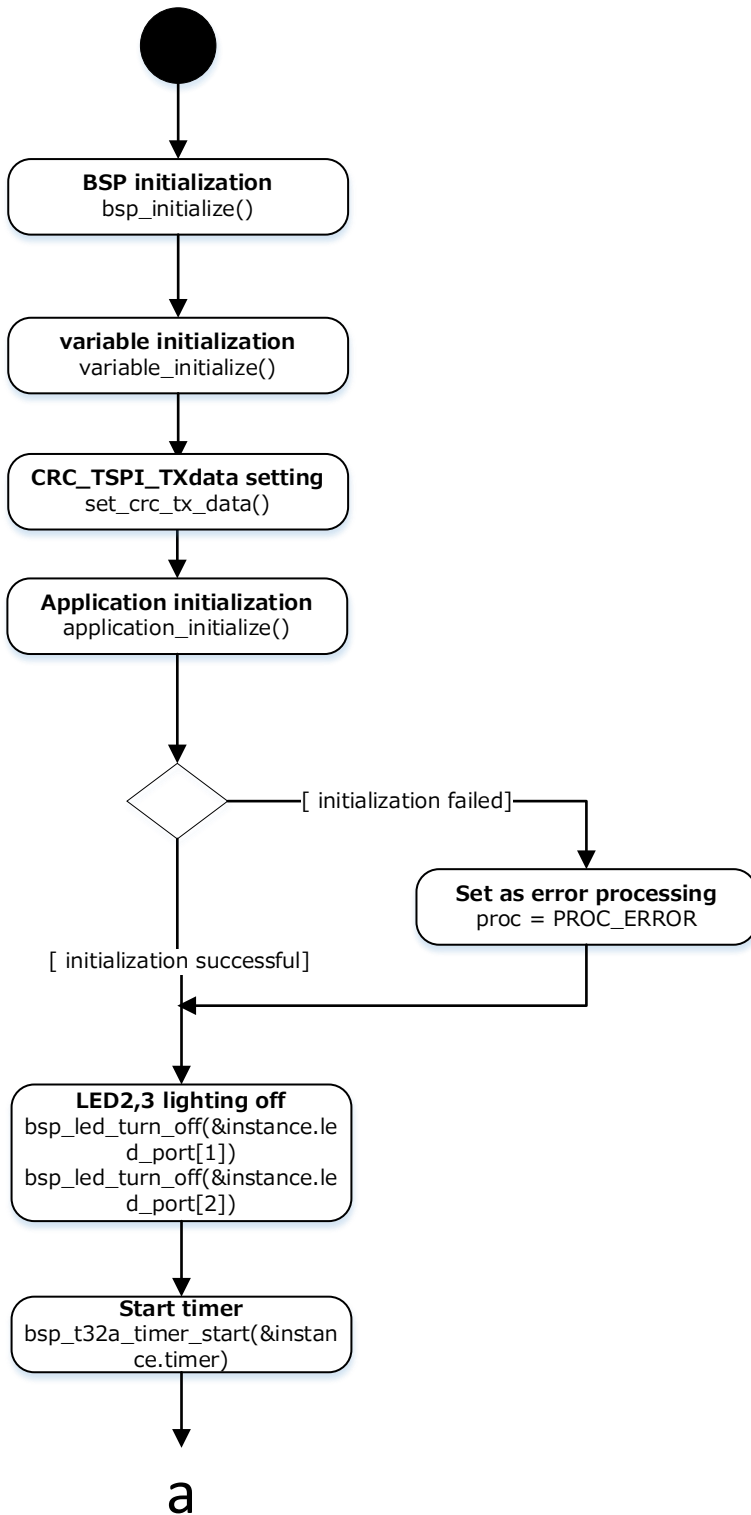 BSP initialization
bsp_initialize()
variable initialization
variable_initialize()
CRC_TSPI_TXdata setting
set_crc_tx_data()
Application initialization
application_initialize()
[ initialization failed]
Set as error processing
proc = PROC_ERROR
[ initialization successful]
LED2,3 lighting off
bsp_led_turn_off(&instance.le
d_port[1])
bsp_led_turn_off(&instance.le
d_port[2])
Start timer
bsp_t32a_timer_start(&instan
ce.timer)
a